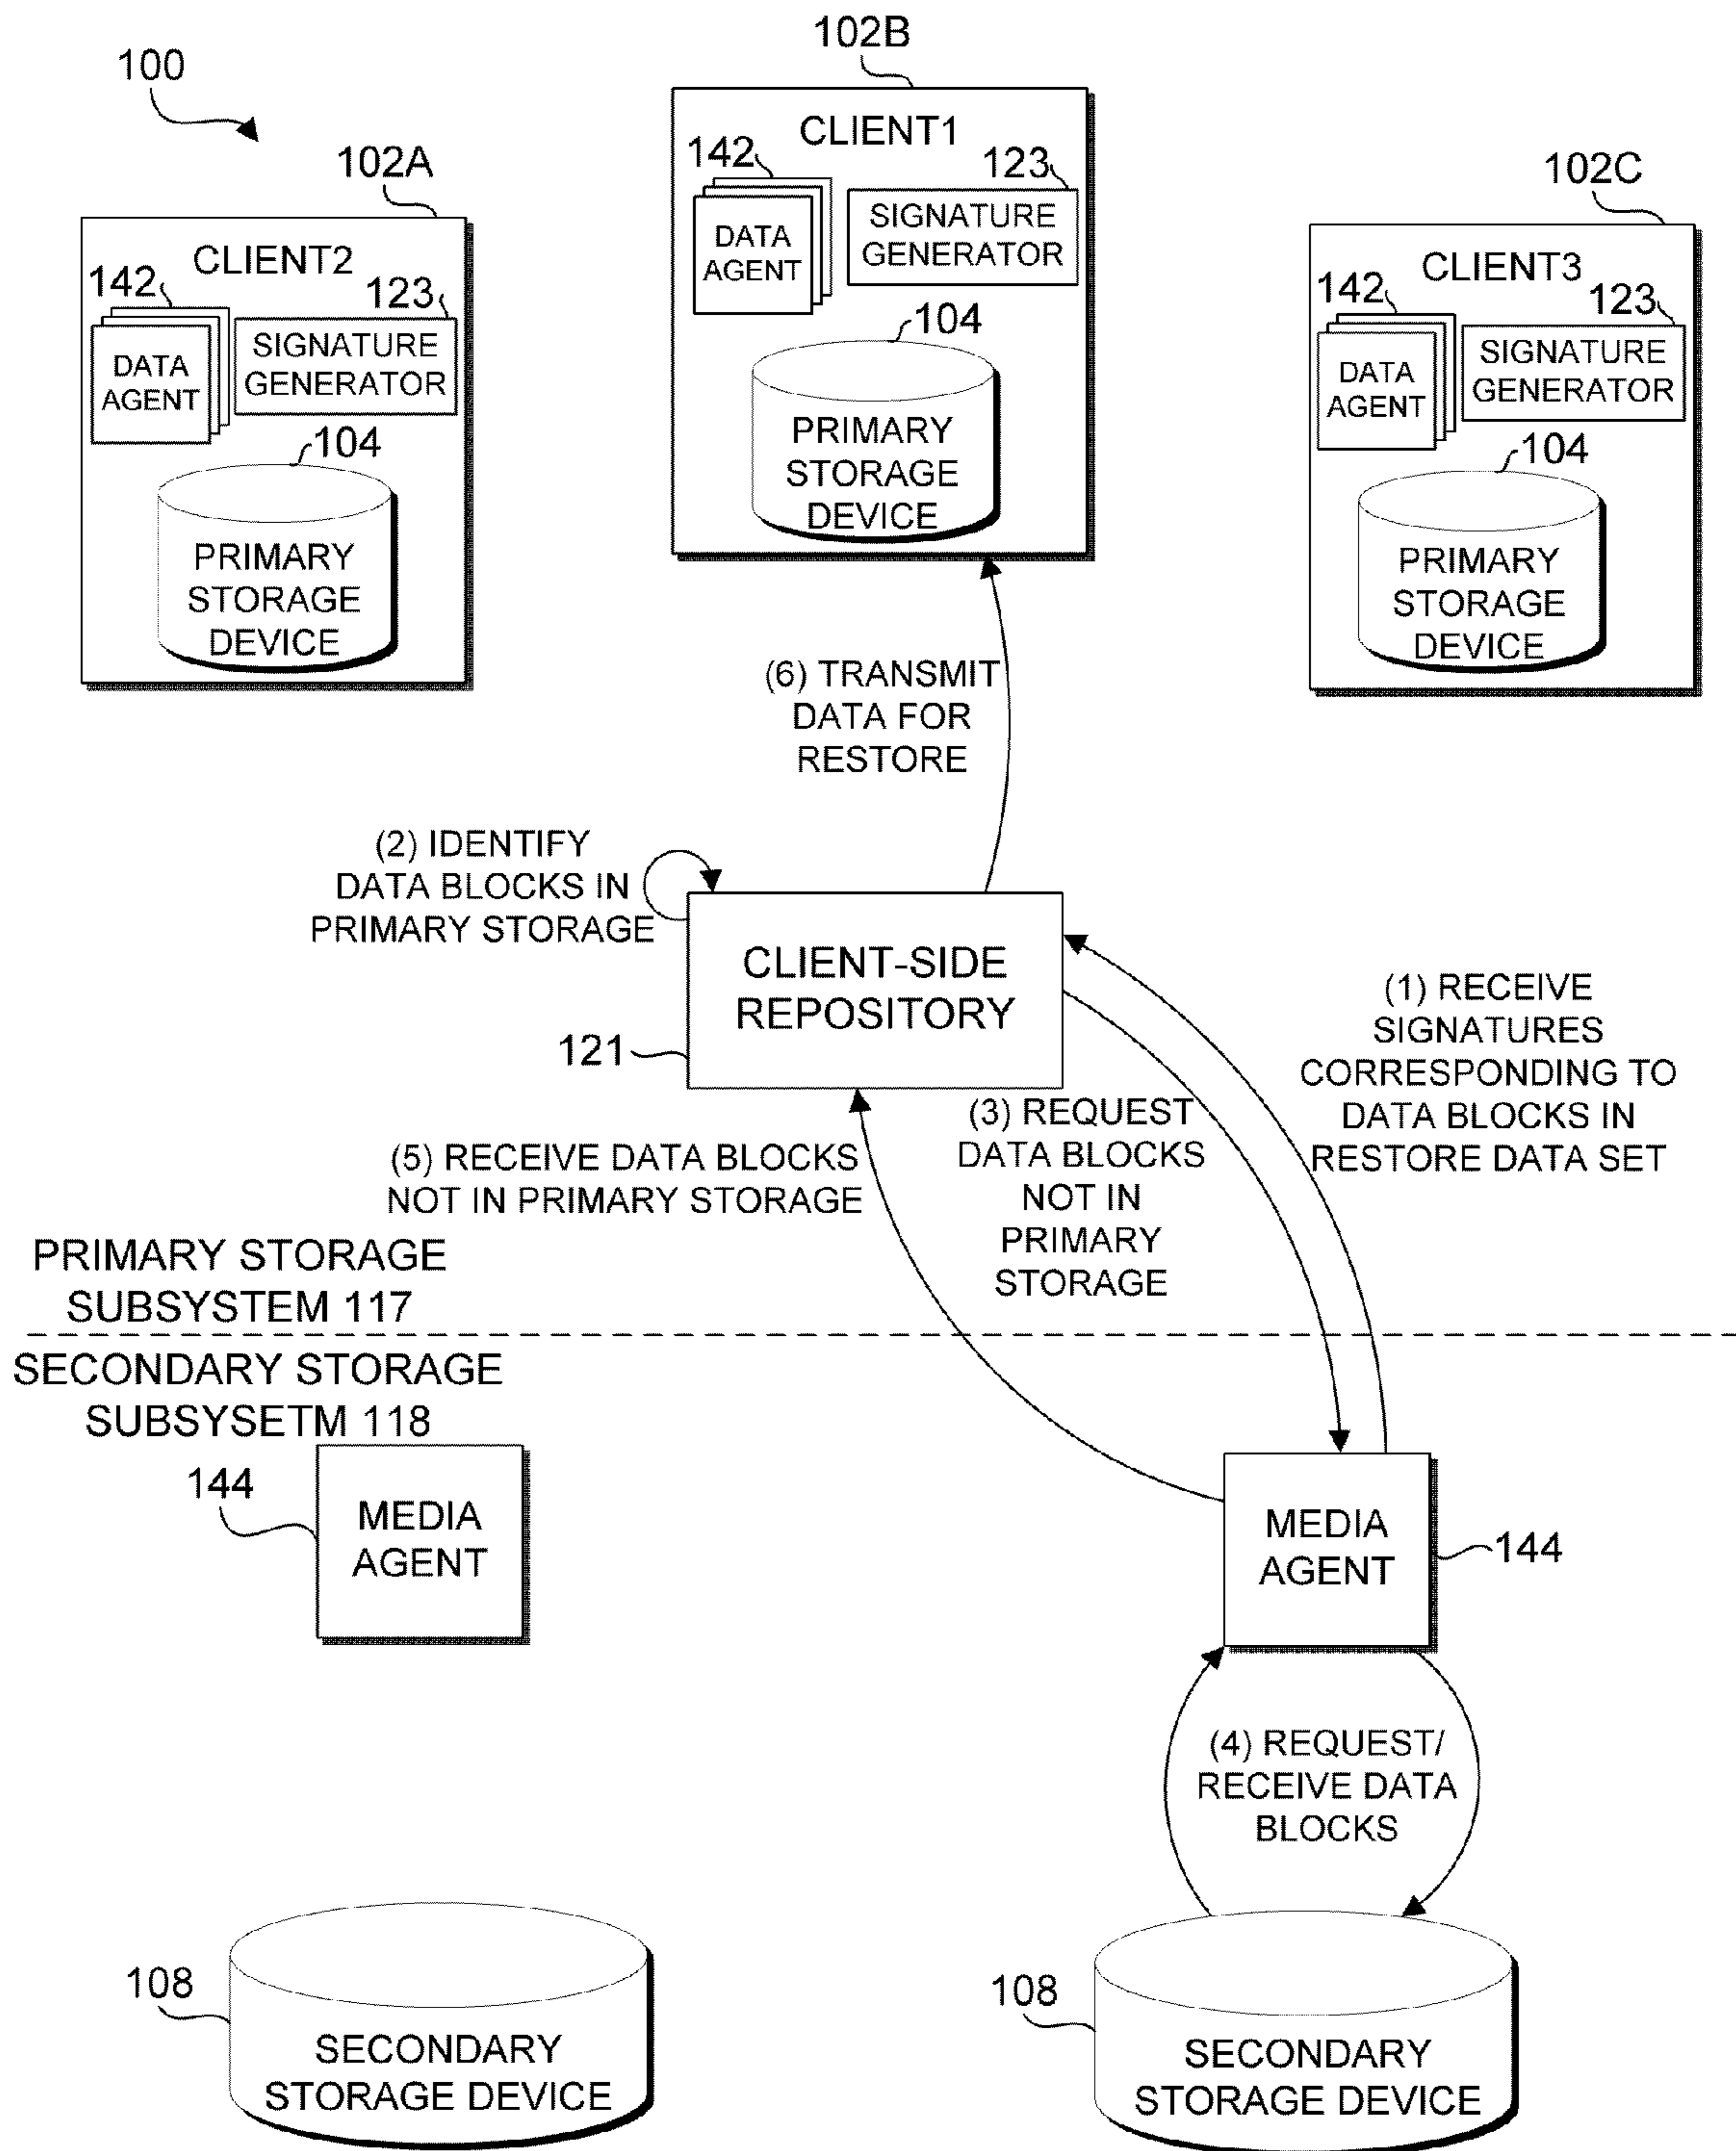 100
102B
CLIENT1
142
123
DATA
AGENT
SIGNATURE
GENERATOR
104
PRIMARY
STORAGE
DEVICE
102A
CLIENT2
142
123
DATA
AGENT
SIGNATURE
GENERATOR
104
PRIMARY
STORAGE
DEVICE
102C
CLIENT3
142
123
DATA
AGENT
SIGNATURE
GENERATOR
104
PRIMARY
STORAGE
DEVICE
(6) TRANSMIT
DATA FOR
RESTORE
(2) IDENTIFY
DATA BLOCKS IN
PRIMARY STORAGE
CLIENT-SIDE
REPOSITORY
121
(1) RECEIVE
SIGNATURES
CORRESPONDING TO
DATA BLOCKS IN
RESTORE DATA SET
(3) REQUEST
DATA BLOCKS
NOT IN
PRIMARY
STORAGE
(5) RECEIVE DATA BLOCKS
NOT IN PRIMARY STORAGE
PRIMARY STORAGE
SUBSYSTEM 117
SECONDARY STORAGE
SUBSYSETM 118
144
MEDIA
AGENT
MEDIA
AGENT
144
(4) REQUEST/
RECEIVE DATA
BLOCKS
108
SECONDARY
STORAGE DEVICE
108
SECONDARY
STORAGE DEVICE